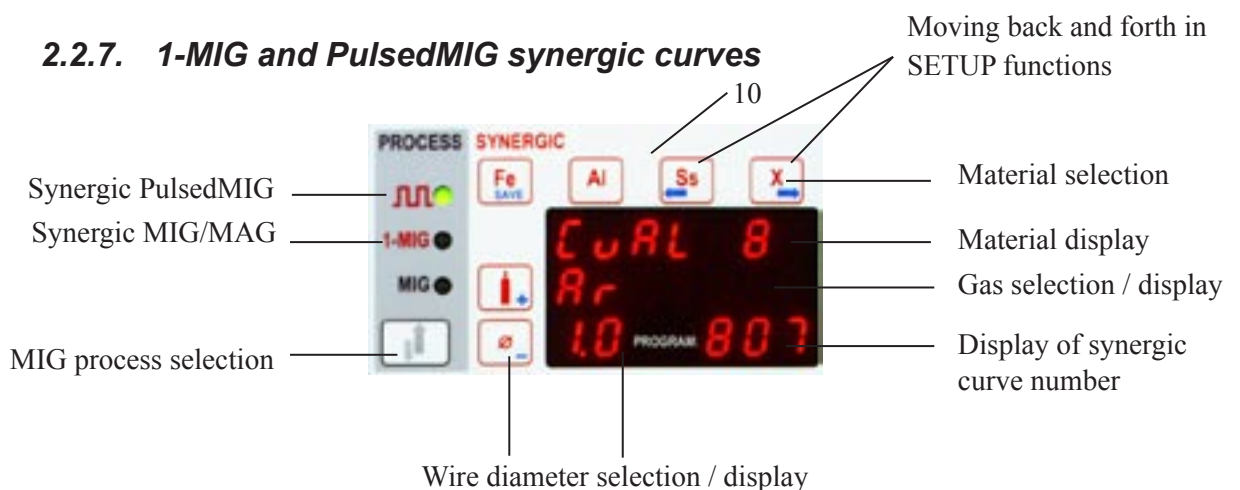 Moving back and forth in
SETUP functions
2.2.7. 1-MIG and PulsedMIG synergic curves
10
PROCESS SYNERGIC
Fe Al Ss X
SAVE
Synergic PulsedMIG
Material selection
Synergic MIG/MAG
1-MIG
CuAL 8
Material display
MIG
Ar
Gas selection / display
MIG process selection
1.0 PROGRAM: 807
Display of synergic
curve number
Wire diameter selection / display